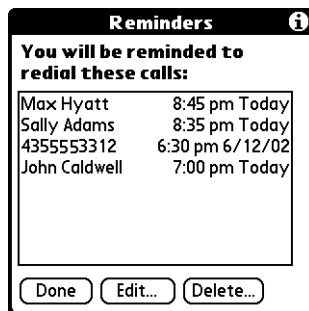 Reminders i
You will be reminded to
redial these calls:
Max Hyatt 8:45 pm Today
Sally Adams 8:35 pm Today
4355553312 6:30 pm 6/12/02
John Caldwell 7:00 pm Today
Done Edit... Delete...